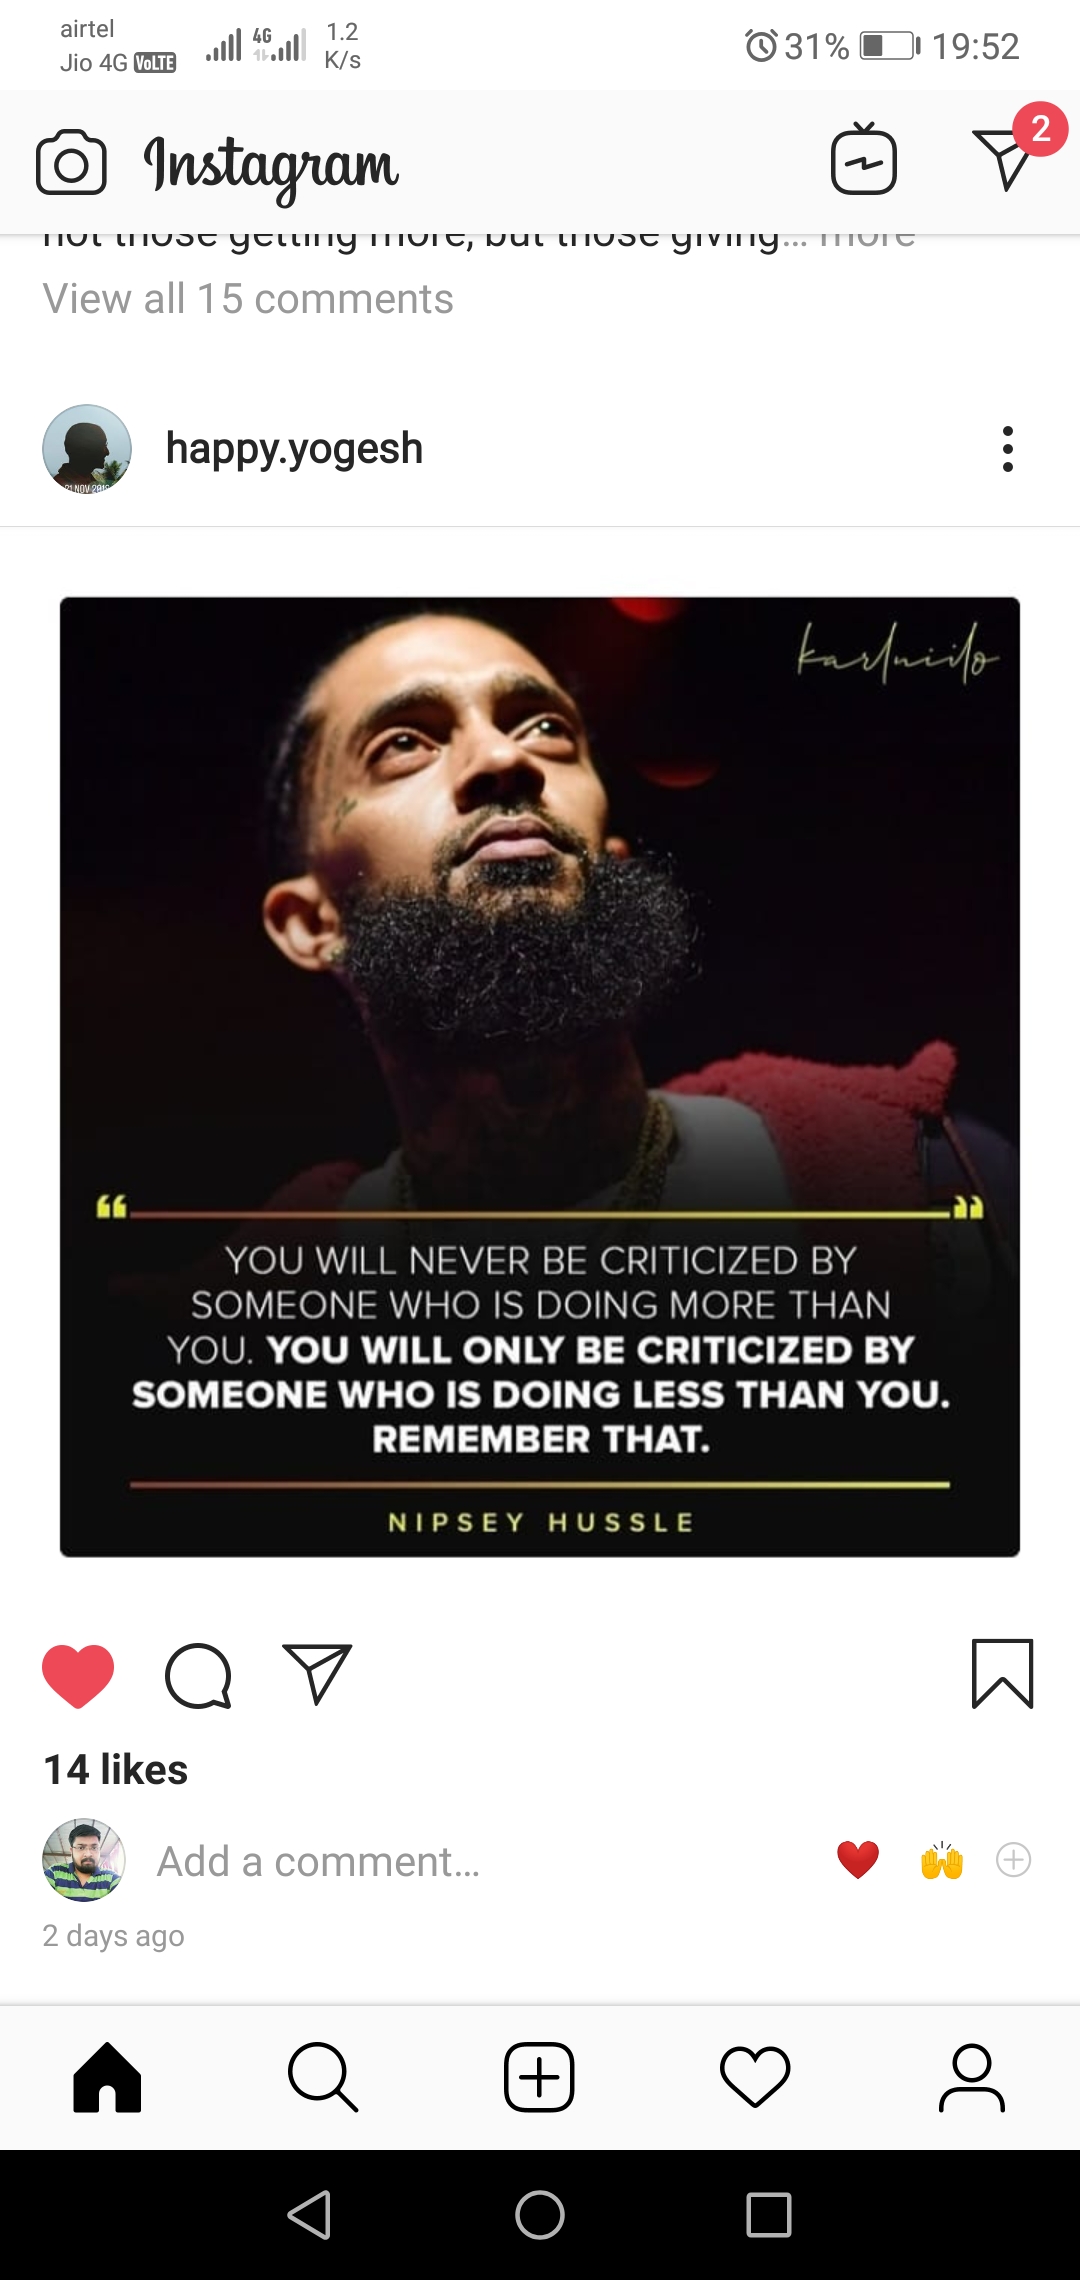 airtel
Jio 4G VoLTE
4G
1.2
K/s
31%
19:52
Instagram
2
not those getting more, but those giving... more
View all 15 comments
happy.yogesh
21 NOV 201
“ ”
YOU WILL NEVER BE CRITICIZED BY
SOMEONE WHO IS DOING MORE THAN
YOU. YOU WILL ONLY BE CRITICIZED BY
SOMEONE WHO IS DOING LESS THAN YOU.
REMEMBER THAT.
NIPSEY HUSSLE
14 likes
Add a comment...
2 days ago